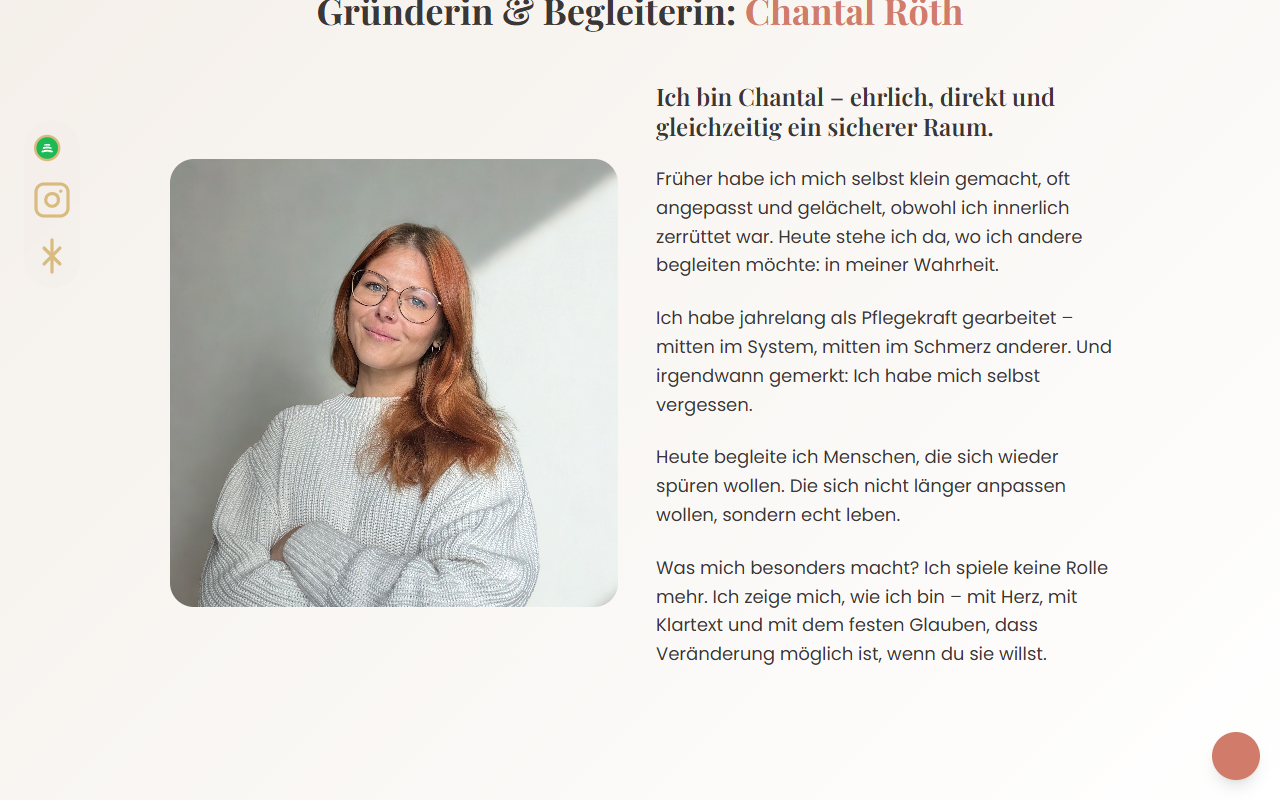 Gründerin & Begleiterin: Chantal Röth
Ich bin Chantal – ehrlich, direkt und
gleichzeitig ein sicherer Raum.
Früher habe ich mich selbst klein gemacht, oft
angepasst und gelächelt, obwohl ich innerlich
zerrüttet war. Heute stehe ich da, wo ich andere
begleiten möchte: in meiner Wahrheit.
Ich habe jahrelang als Pflegekraft gearbeitet –
mitten im System, mitten im Schmerz anderer. Und
irgendwann gemerkt: Ich habe mich selbst
vergessen.
Heute begleite ich Menschen, die sich wieder
spüren wollen. Die sich nicht länger anpassen
wollen, sondern echt leben.
Was mich besonders macht? Ich spiele keine Rolle
mehr. Ich zeige mich, wie ich bin – mit Herz, mit
Klartext und mit dem festen Glauben, dass
Veränderung möglich ist, wenn du sie willst.